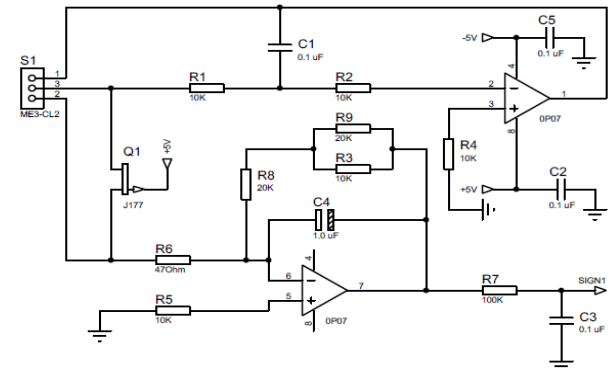 S1
1
3
2
ME3-CL2
C1
0.1 uF
R1
10K
R2
10K
-5V
C5
0.1 uF
4
2
3
1
8
0P07
R4
10K
+5V
C2
0.1 uF
Q1
J177
+5V
R9
20K
R3
10K
R8
20K
C4
1.0 uF
R6
47Ohm
R5
10K
4
6
5
7
8
0P07
R7
100K
SIGN1
C3
0.1 uF